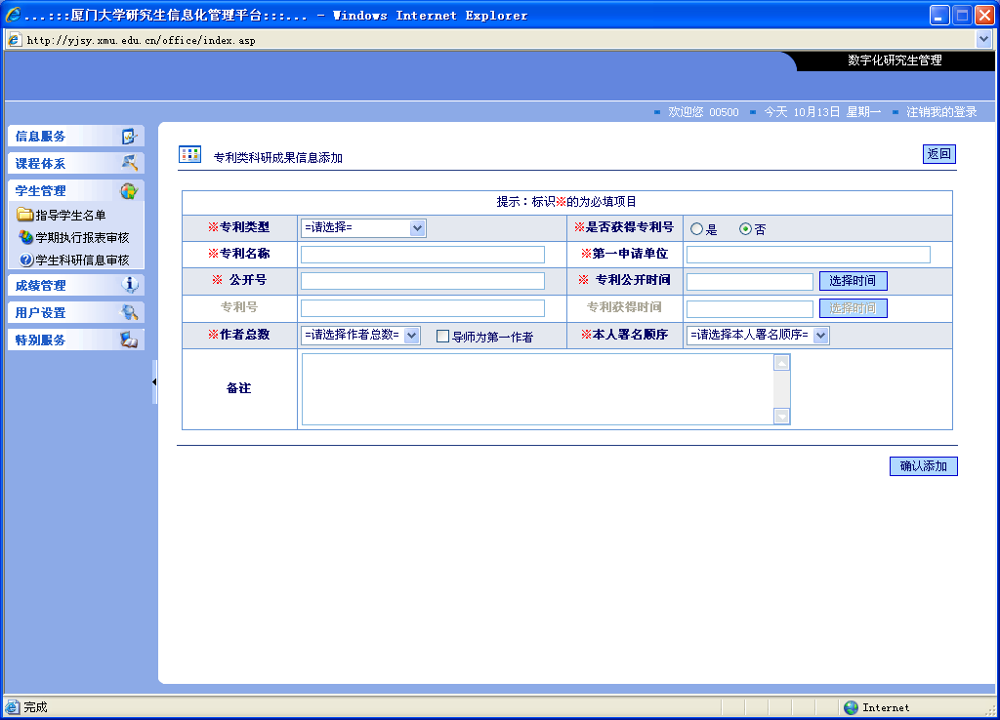 ...:::厦门大学研究生信息化管理平台:::... - Windows Internet Explorer
http://yjsy.xmu.edu.cn/office/index.asp
数字化研究生管理
欢迎您 00500 今天 10月13日 星期一 注销我的登录
信息服务
课程体系
学生管理
指导学生名单
学期执行报表审核
学生科研信息审核
成绩管理
用户设置
特别服务
专利类科研成果信息添加
返回
提示：标识※的为必填项目
※专利类型 =请选择= ※是否获得专利号 是 否
※专利名称 ※第一申请单位
※ 公开号 ※ 专利公开时间 选择时间
专利号 专利获得时间 选择时间
※作者总数 =请选择作者总数= 导师为第一作者 ※本人署名顺序 =请选择本人署名顺序=
备注
确认添加
完成
Internet